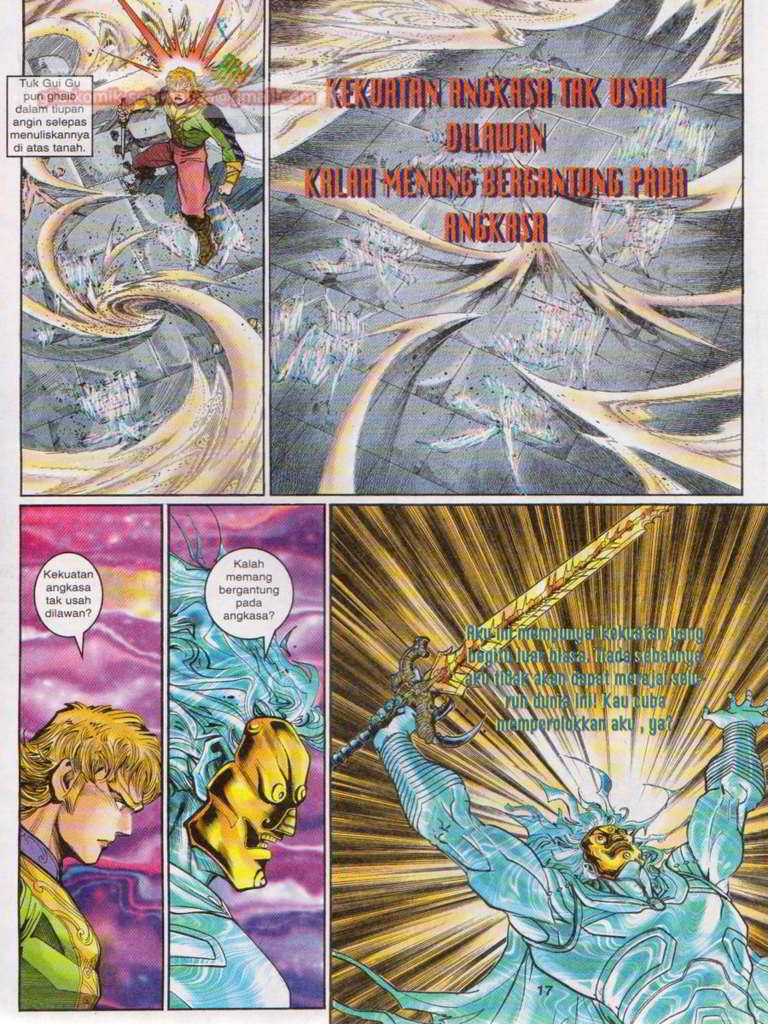 Tuk Gui Gu
pun ghaib
dalam tiupan
angin selepas
menuliskannya
di atas tanah.
KEKUATAN ANGKASA TAK USAH
DILAWAN
KALAH MENANG BERGANTUNG PADA
ANGKASA
Kekuatan
angkasa
tak usah
dilawan?
Kalah
memang
bergantung
pada
angkasa?
Aku ini mempunyai kekuatan yang
begitu luar biasa. Tiada sebabnya
aku tidak akan dapat merajai selu-
ruh dunia ini! Kau cuba
memperolokkan aku , ya?
17